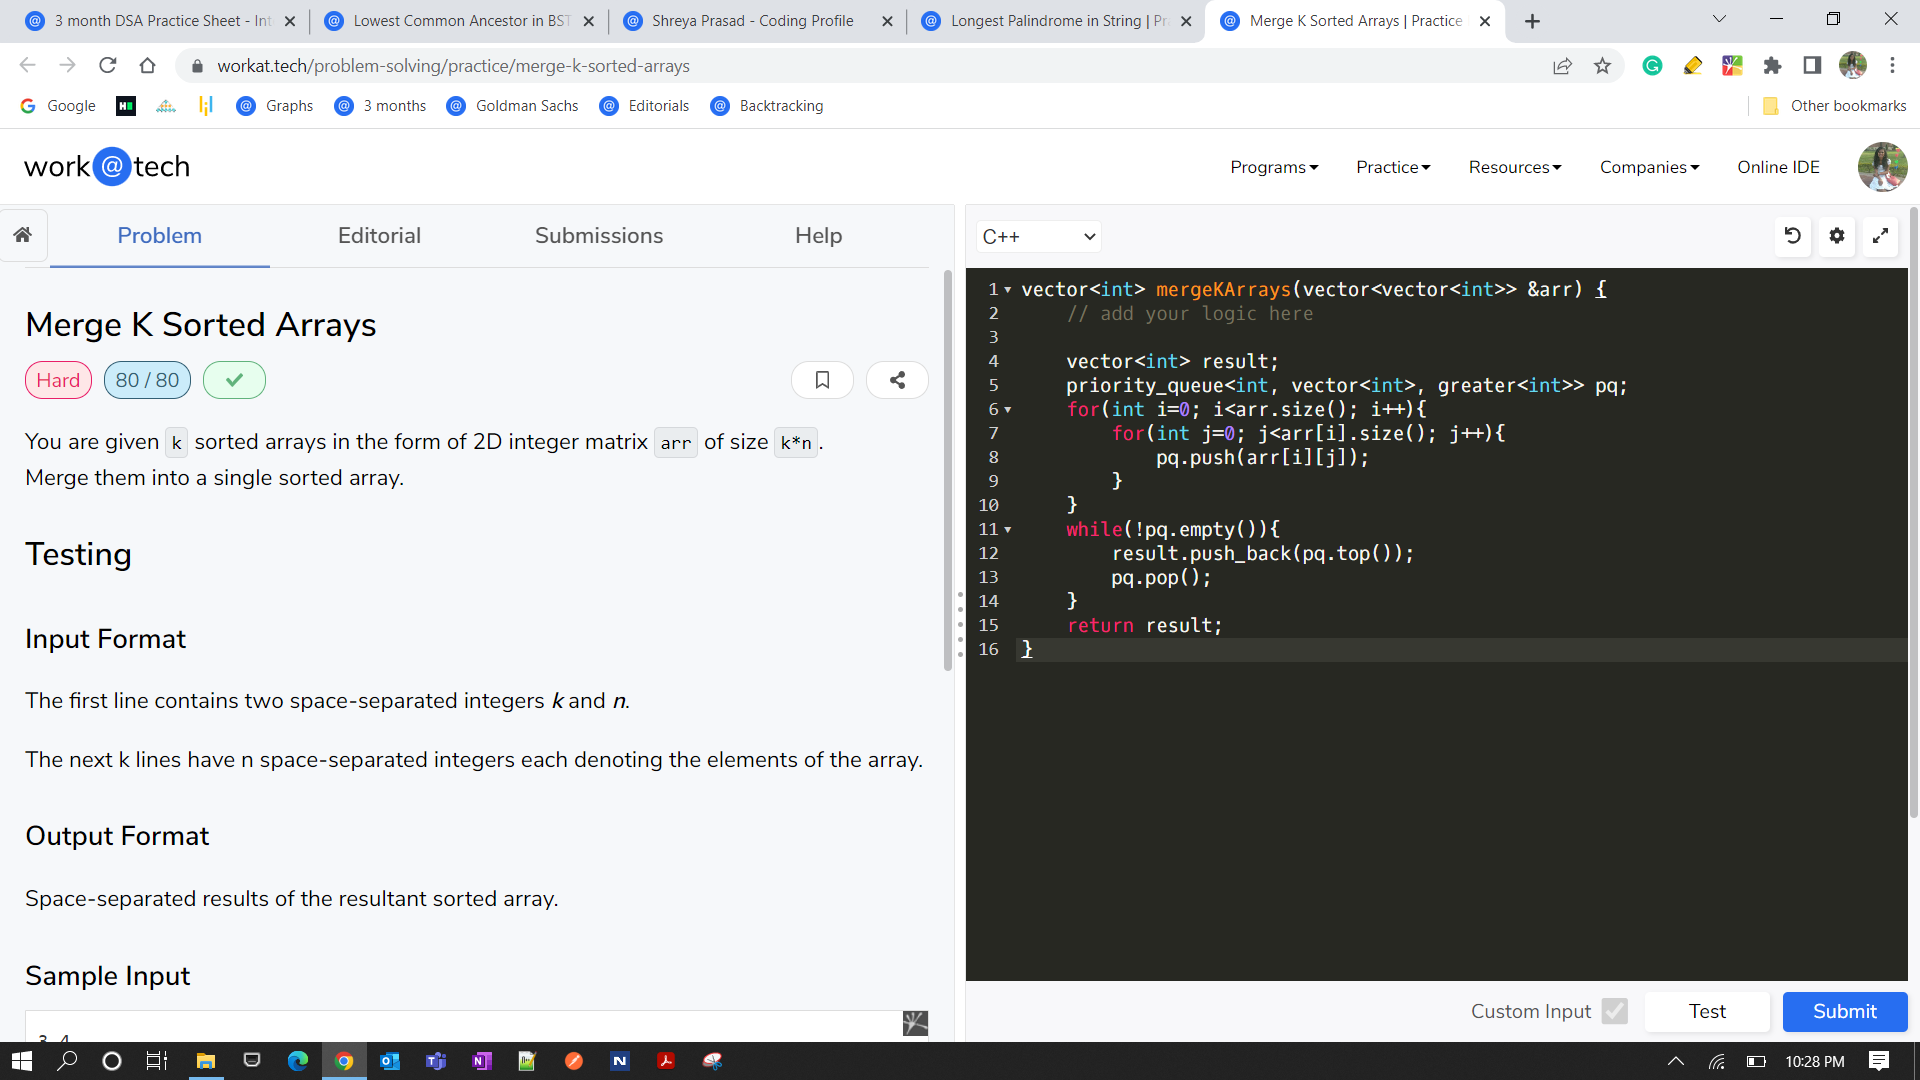 3 month DSA Practice Sheet - Int
Lowest Common Ancestor in BST
Shreya Prasad - Coding Profile
Longest Palindrome in String | Pr
Merge K Sorted Arrays | Practice
workat.tech/problem-solving/practice/merge-k-sorted-arrays
Google
Graphs
3 months
Goldman Sachs
Editorials
Backtracking
Other bookmarks
work@tech
Programs
Practice
Resources
Companies
Online IDE
Problem
Editorial
Submissions
Help
Merge K Sorted Arrays
Hard
80 / 80
You are given k sorted arrays in the form of 2D integer matrix arr of size k*n.
Merge them into a single sorted array.
Testing
Input Format
The first line contains two space-separated integers k and n.
The next k lines have n space-separated integers each denoting the elements of the array.
Output Format
Space-separated results of the resultant sorted array.
Sample Input
3 4
C++
1 vector<int> mergeKArrays(vector<vector<int>> &arr) {
2 // add your logic here
3
4 vector<int> result;
5 priority_queue<int, vector<int>, greater<int>> pq;
6 for(int i=0; i<arr.size(); i++){
7 for(int j=0; j<arr[i].size(); j++){
8 pq.push(arr[i][j]);
9 }
10 }
11 while(!pq.empty()){
12 result.push_back(pq.top());
13 pq.pop();
14 }
15 return result;
16 }
Custom Input
Test
Submit
10:28 PM